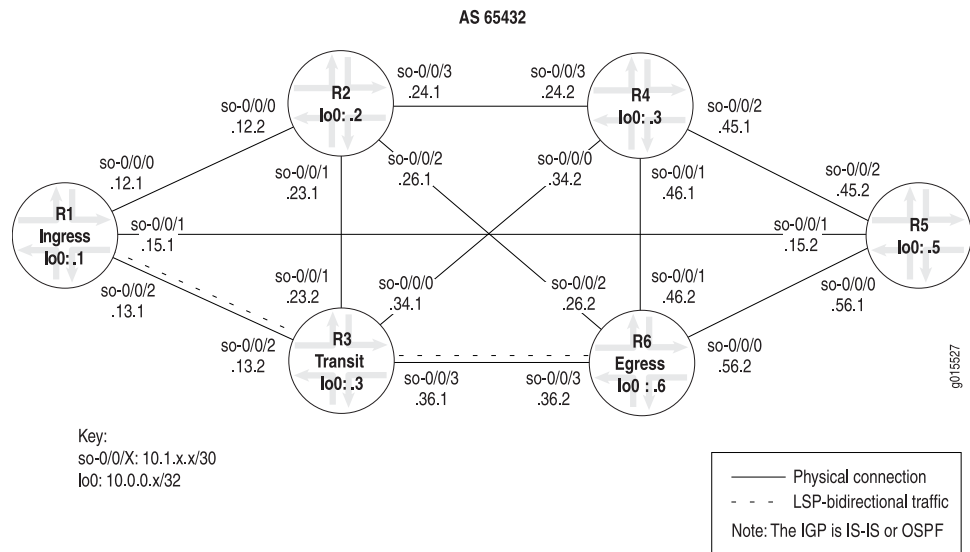 AS 65432
so-0/0/3
.24.1
so-0/0/3
.24.2
R2
lo0: .2
R4
lo0: .3
so-0/0/0
.12.2
so-0/0/2
.45.1
so-0/0/0
.12.1
so-0/0/1
.23.1
so-0/0/2
.26.1
so-0/0/0
.34.2
so-0/0/1
.46.1
so-0/0/2
.45.2
R1
Ingress
lo0: .1
so-0/0/1
.15.1
so-0/0/1
.15.2
R5
lo0: .5
so-0/0/2
.13.1
so-0/0/1
.23.2
so-0/0/0
.34.1
so-0/0/2
.26.2
so-0/0/1
.46.2
so-0/0/0
.56.1
so-0/0/2
.13.2
R3
Transit
lo0: .3
so-0/0/3
.36.1
so-0/0/3
.36.2
R6
Egress
lo0 : .6
so-0/0/0
.56.2
g015527
Key:
so-0/0/X: 10.1.x.x/30
lo0: 10.0.0.x/32
Physical connection
LSP-bidirectional traffic
Note: The IGP is IS-IS or OSPF